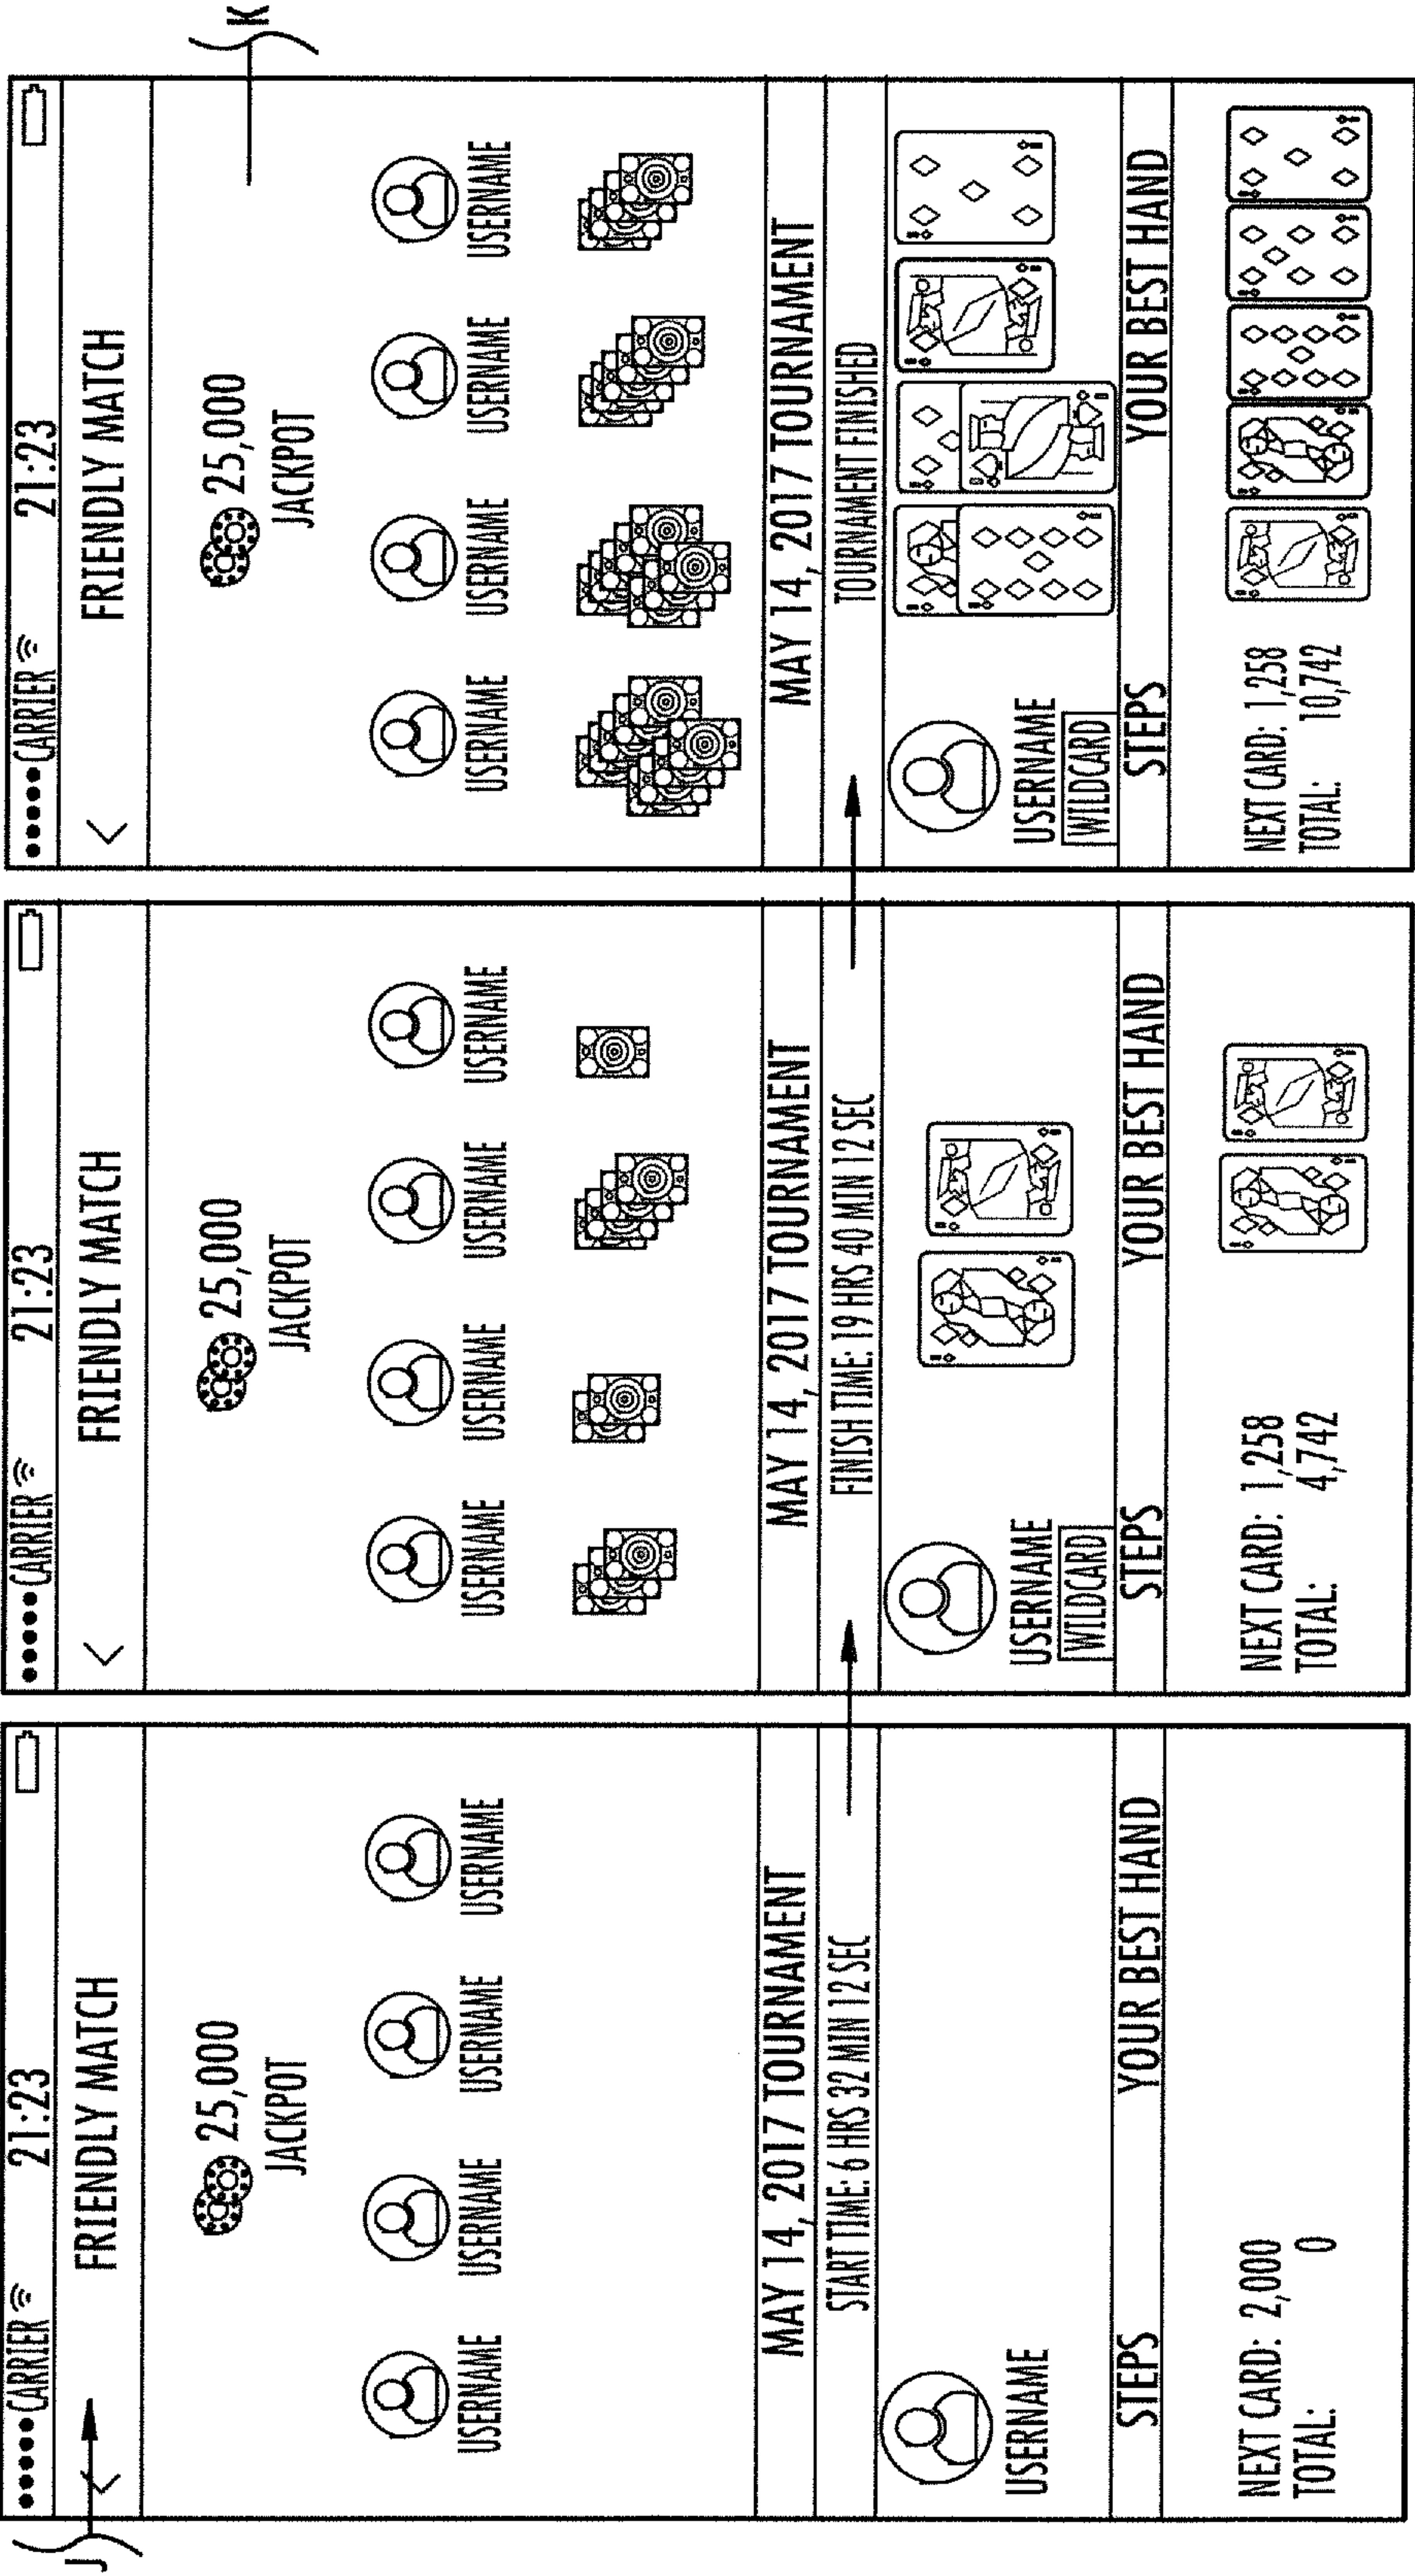 J
●●●●● CARRIER 21:23
< FRIENDLY MATCH
25,000
JACKPOT
USERNAME USERNAME USERNAME USERNAME
MAY 14, 2017 TOURNAMENT
START TIME: 6 HRS 32 MIN 12 SEC
USERNAME
STEPS YOUR BEST HAND
NEXT CARD: 2,000
TOTAL: 0
●●●●● CARRIER 21:23
< FRIENDLY MATCH
25,000
JACKPOT
USERNAME USERNAME USERNAME USERNAME
MAY 14, 2017 TOURNAMENT
FINISH TIME: 19 HRS 40 MIN 12 SEC
USERNAME
WILDCARD
STEPS YOUR BEST HAND
NEXT CARD: 1,258
TOTAL: 4,742
●●●●● CARRIER 21:23
< FRIENDLY MATCH
25,000
JACKPOT
USERNAME USERNAME USERNAME USERNAME
MAY 14, 2017 TOURNAMENT
TOURNAMENT FINISHED
USERNAME
WILDCARD
STEPS YOUR BEST HAND
NEXT CARD: 1,258
TOTAL: 10,742
K